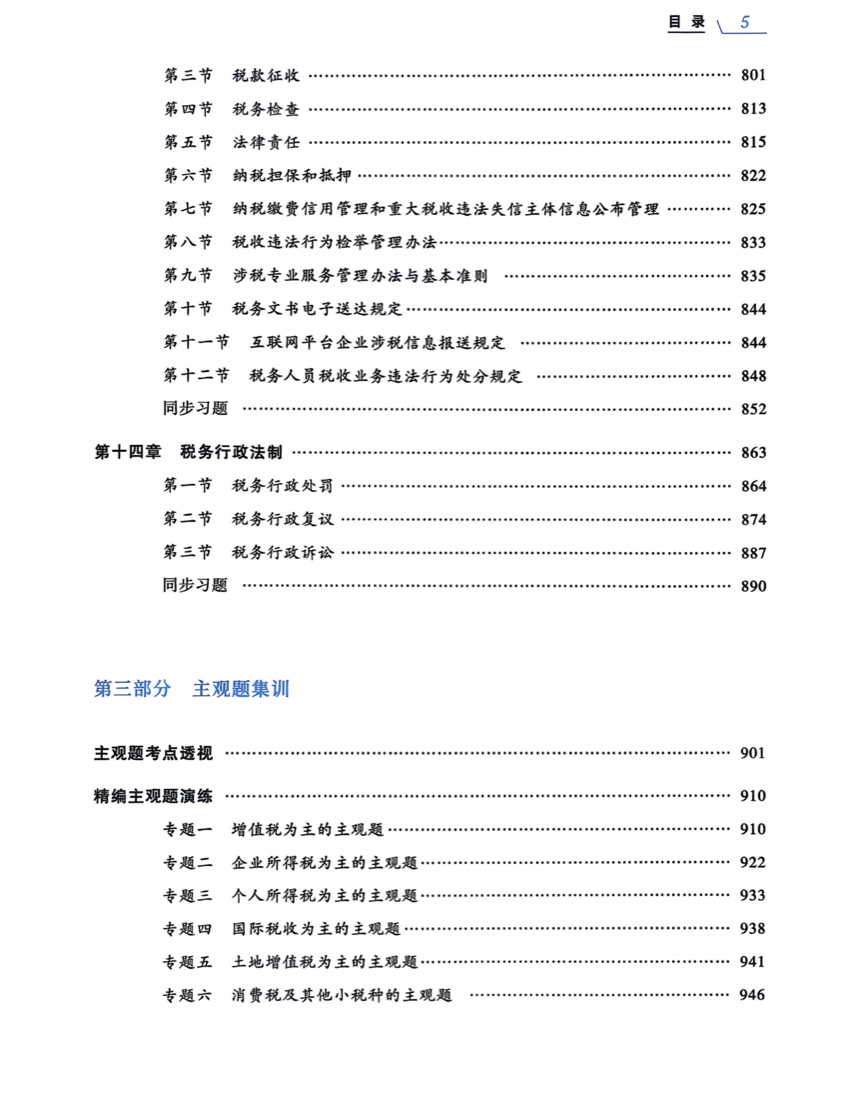 目 录 5
第三节 税款征收 …… 801
第四节 税务检查 …… 813
第五节 法律责任 …… 815
第六节 纳税担保和抵押 …… 822
第七节 纳税缴费信用管理和重大税收违法失信主体信息公布管理 …… 825
第八节 税收违法行为检举管理办法 …… 833
第九节 涉税专业服务管理办法与基本准则 …… 835
第十节 税务文书电子送达规定 …… 844
第十一节 互联网平台企业涉税信息报送规定 …… 844
第十二节 税务人员税收业务违法行为处分规定 …… 848
同步习题 …… 852
第十四章 税务行政法制 …… 863
第一节 税务行政处罚 …… 864
第二节 税务行政复议 …… 874
第三节 税务行政诉讼 …… 887
同步习题 …… 890
第三部分 主观题集训
主观题考点透视 …… 901
精编主观题演练 …… 910
专题一 增值税为主的主观题 …… 910
专题二 企业所得税为主的主观题 …… 922
专题三 个人所得税为主的主观题 …… 933
专题四 国际税收为主的主观题 …… 938
专题五 土地增值税为主的主观题 …… 941
专题六 消费税及其他小税种的主观题 …… 946